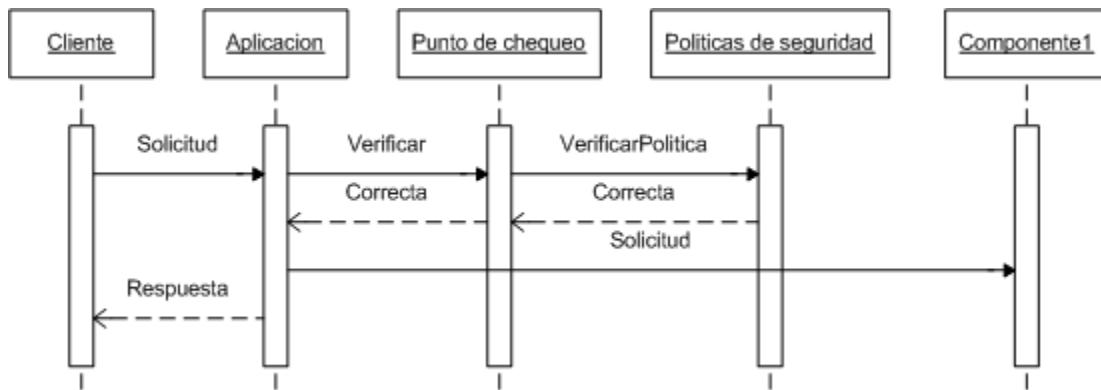 Cliente
Aplicacion
Punto de chequeo
Politicas de seguridad
Componente1
Solicitud
Verificar
VerificarPolitica
Correcta
Correcta
Solicitud
Respuesta